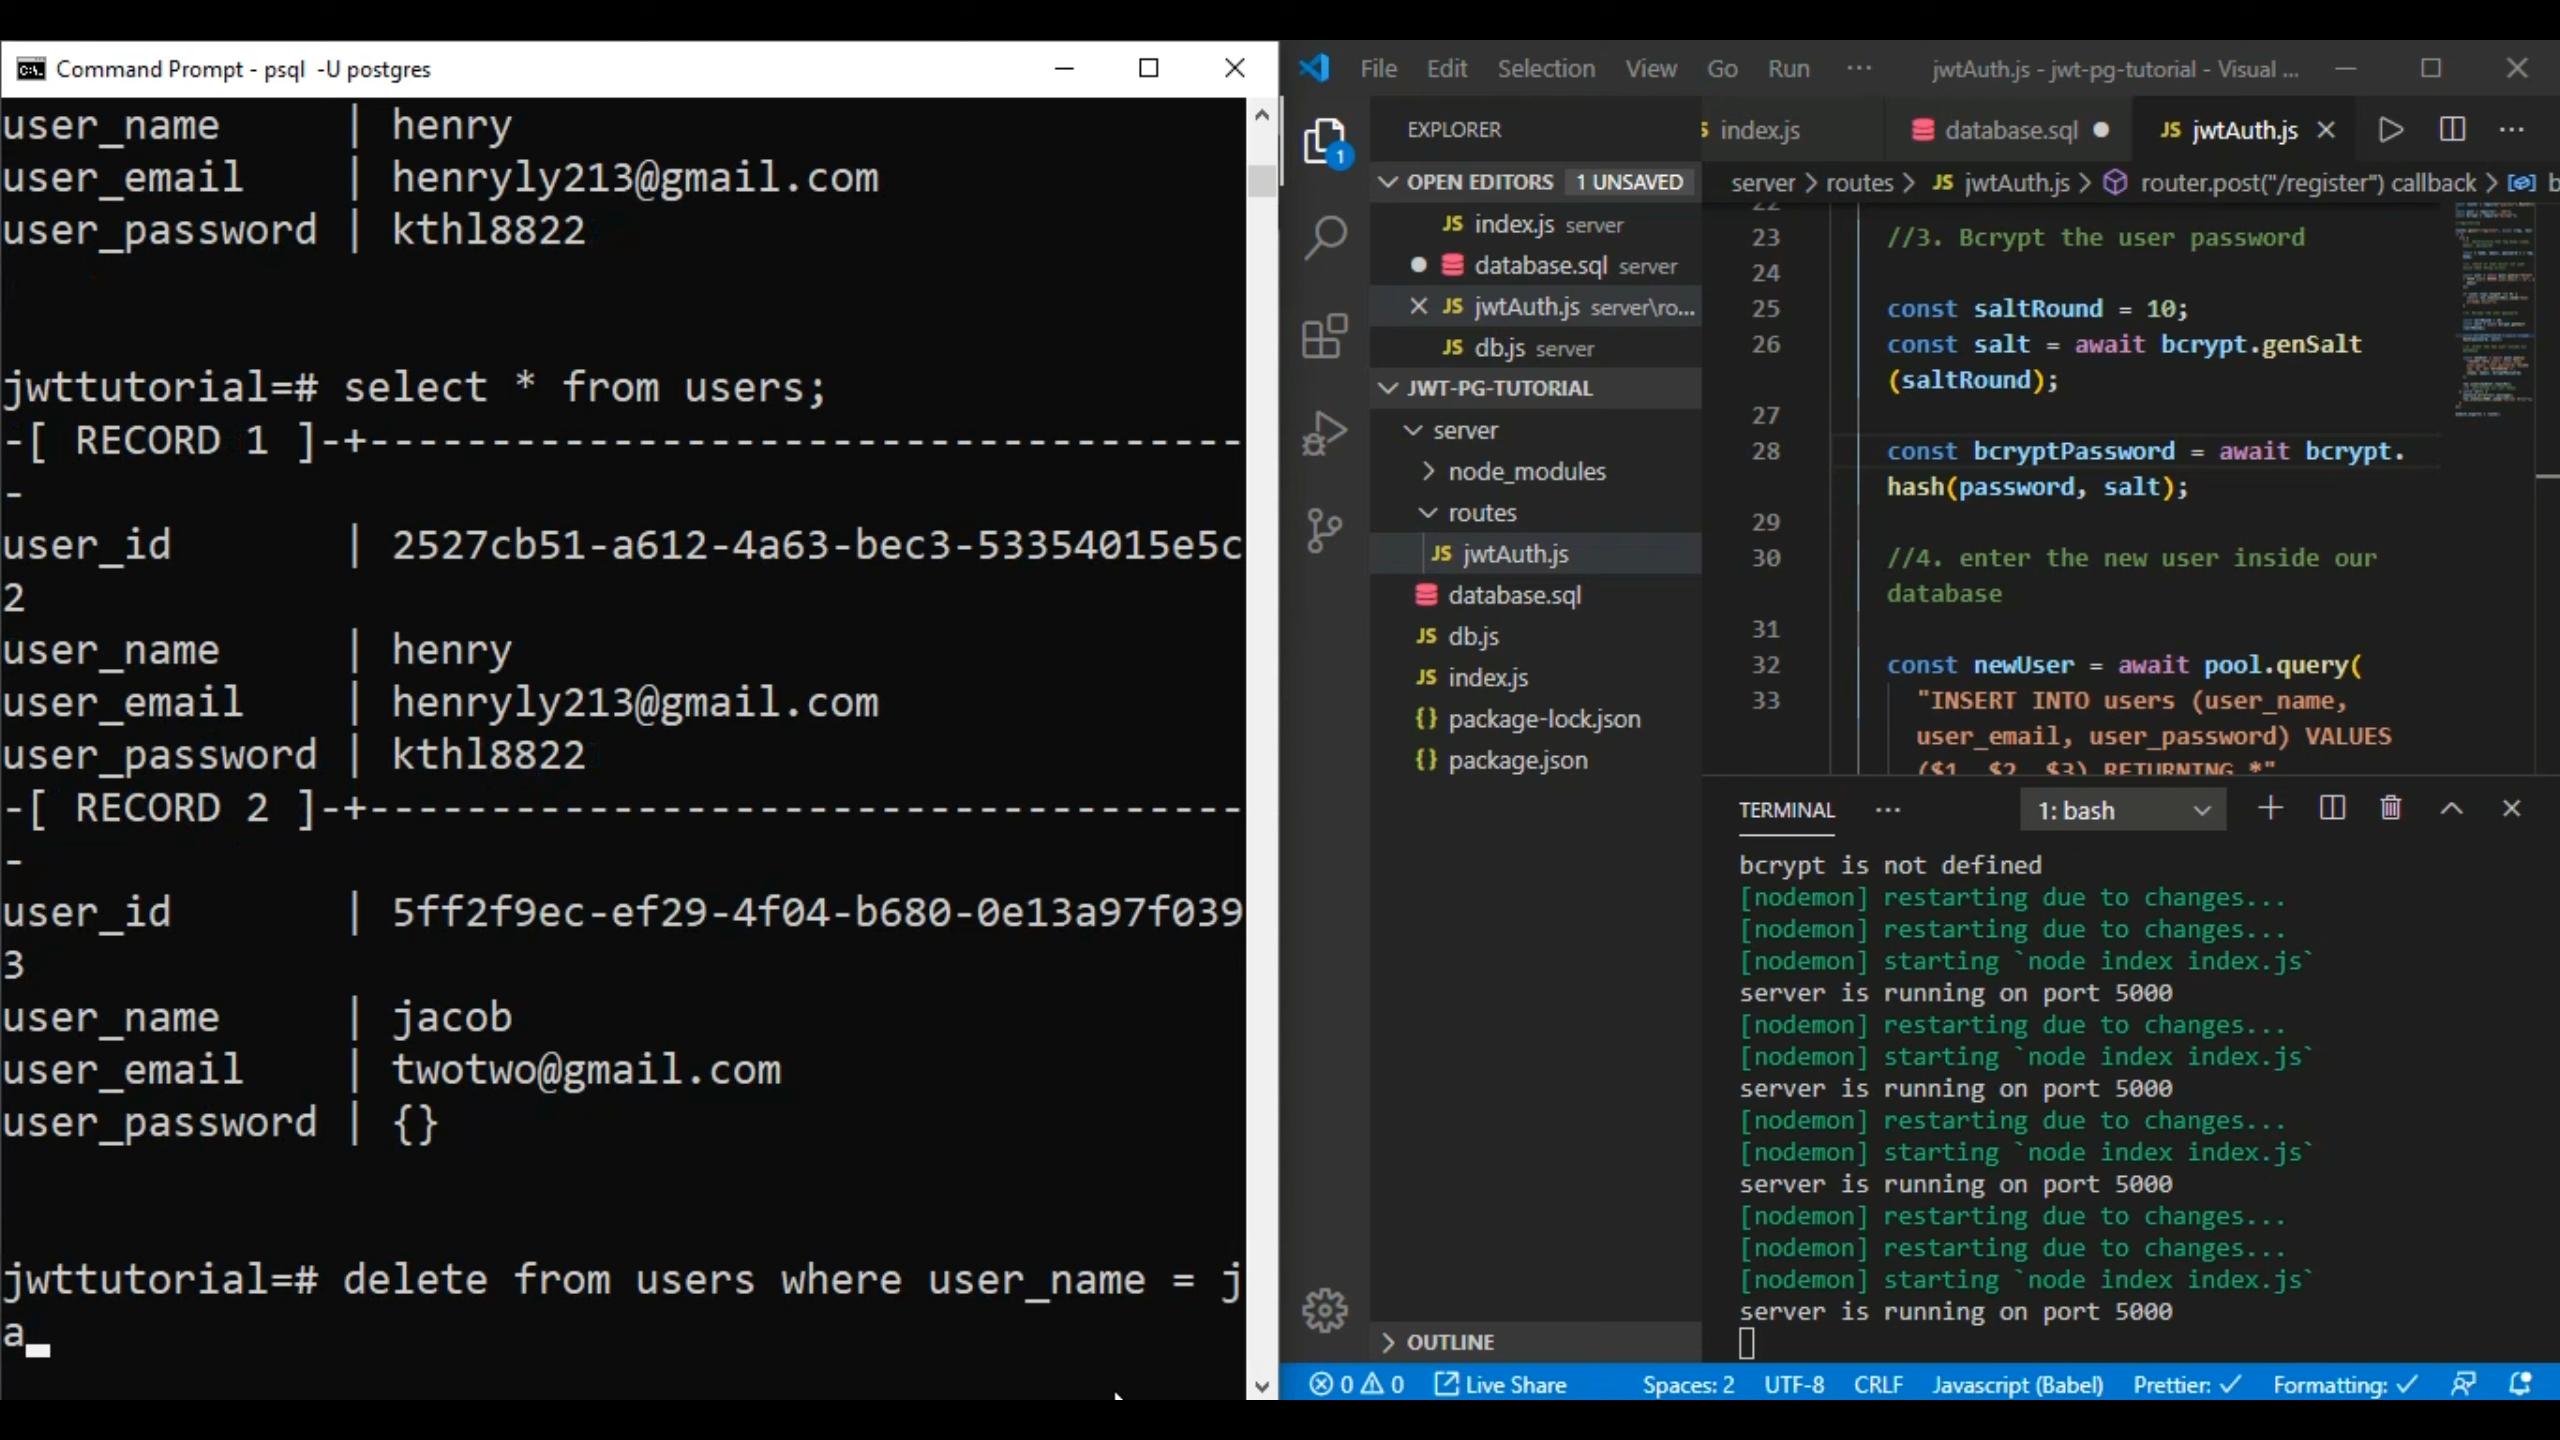 Command Prompt - psql  -U postgres
user_name      | henry
user_email     | henryly213@gmail.com
user_password | kthl8822
jwttutorial=# select * from users;
-[ RECORD 1 ]-+------------------------------------
-
user_id        | 2527cb51-a612-4a63-bec3-53354015e5c
2
user_name      | henry
user_email     | henryly213@gmail.com
user_password | kthl8822
-[ RECORD 2 ]-+------------------------------------
-
user_id        | 5ff2f9ec-ef29-4f04-b680-0e13a97f039
3
user_name      | jacob
user_email     | twotwo@gmail.com
user_password | {}
jwttutorial=# delete from users where user_name = j
a
File Edit Selection View Go Run ··· jwtAuth.js - jwt-pg-tutorial - Visual ...
EXPLORER
OPEN EDITORS 1 UNSAVED
JS index.js server
database.sql server
JS jwtAuth.js server\ro...
JS db.js server
JWT-PG-TUTORIAL
server
node_modules
routes
JS jwtAuth.js
database.sql
JS db.js
JS index.js
{} package-lock.json
{} package.json
OUTLINE
index.js database.sql JS jwtAuth.js
server > routes > JS jwtAuth.js > router.post("/register") callback > b
22
23 //3. Bcrypt the user password
24
25 const saltRound = 10;
26 const salt = await bcrypt.genSalt
(saltRound);
27
28 const bcryptPassword = await bcrypt.
hash(password, salt);
29
30 //4. enter the new user inside our
database
31
32 const newUser = await pool.query(
33 "INSERT INTO users (user_name,
user_email, user_password) VALUES
($1, $2, $3) RETURNING *"
TERMINAL ··· 1: bash
bcrypt is not defined
[nodemon] restarting due to changes...
[nodemon] restarting due to changes...
[nodemon] starting `node index index.js`
server is running on port 5000
[nodemon] restarting due to changes...
[nodemon] starting `node index index.js`
server is running on port 5000
[nodemon] restarting due to changes...
[nodemon] starting `node index index.js`
server is running on port 5000
[nodemon] restarting due to changes...
[nodemon] restarting due to changes...
[nodemon] starting `node index index.js`
server is running on port 5000
0 0 Live Share Spaces: 2 UTF-8 CRLF Javascript (Babel) Prettier: ✓ Formatting: ✓